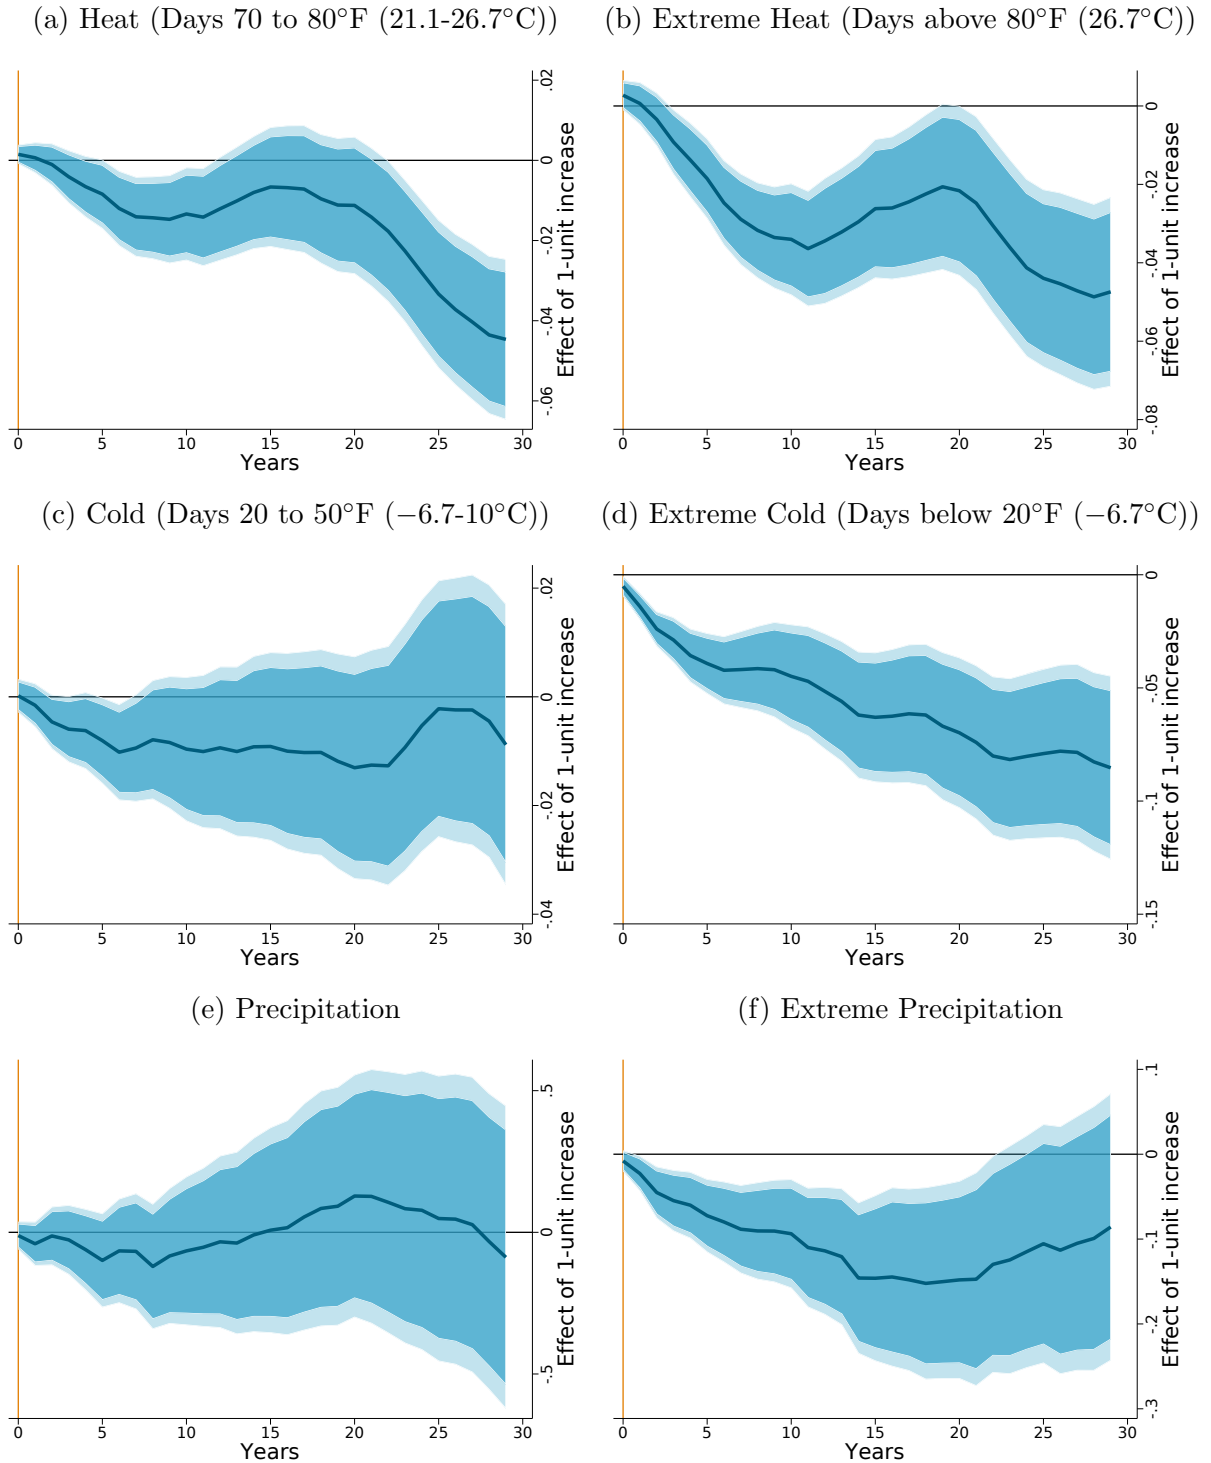 (a) Heat (Days 70 to 80°F (21.1-26.7°C))
.02
0
-.02
-.04
-.06
Effect of 1-unit increase
0 5 10 15 20 25 30
Years
(b) Extreme Heat (Days above 80°F (26.7°C)
0
-.02
-.04
-.06
-.08
Effect of 1-unit increase
0 5 10 15 20 25 30
Years
(c) Cold (Days 20 to 50°F (−6.7-10°C))
.02
0
-.02
-.04
Effect of 1-unit increase
0 5 10 15 20 25 30
Years
(d) Extreme Cold (Days below 20°F (−6.7°C))
0
-.05
-.1
-.15
Effect of 1-unit increase
0 5 10 15 20 25 30
Years
(e) Precipitation
.5
0
-.5
Effect of 1-unit increase
0 5 10 15 20 25 30
Years
(f) Extreme Precipitation
.1
0
-.1
-.2
-.3
Effect of 1-unit increase
0 5 10 15 20 25 30
Years